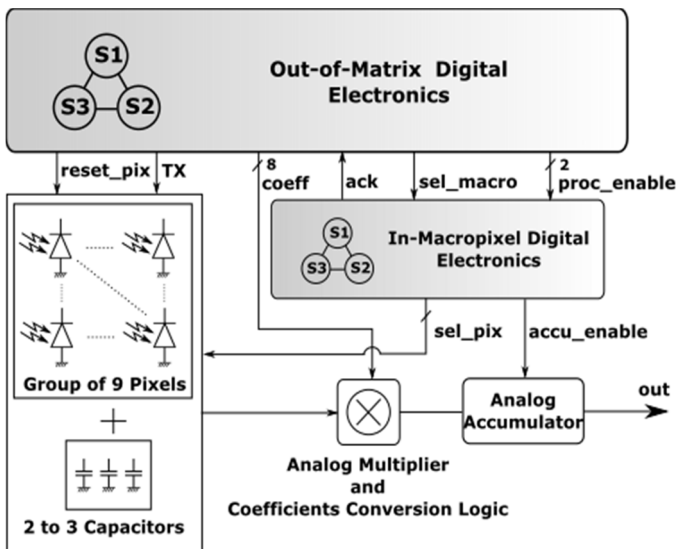 S1
S3 S2
Out-of-Matrix Digital
Electronics
reset_pix
TX
8
coeff
ack
sel_macro
2
proc_enable
S1
S3 S2
In-Macropixel Digital
Electronics
sel_pix
accu_enable
Group of 9 Pixels
+
2 to 3 Capacitors
Analog Multiplier
and
Coefficients Conversion Logic
Analog
Accumulator
out